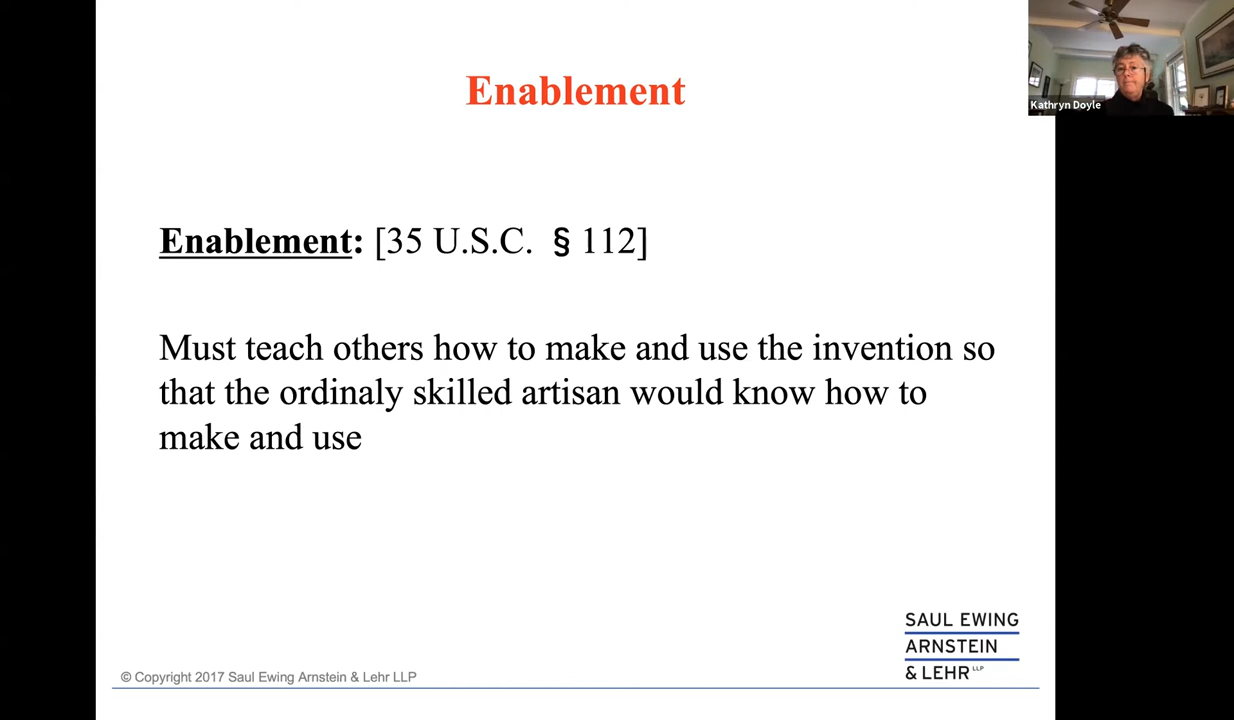 Enablement
Kathryn Doyle
Enablement: [35 U.S.C. § 112]
Must teach others how to make and use the invention so
that the ordinaly skilled artisan would know how to
make and use
SAUL EWING
ARNSTEIN
& LEHR LLP
© Copyright 2017 Saul Ewing Arnstein & Lehr LLP